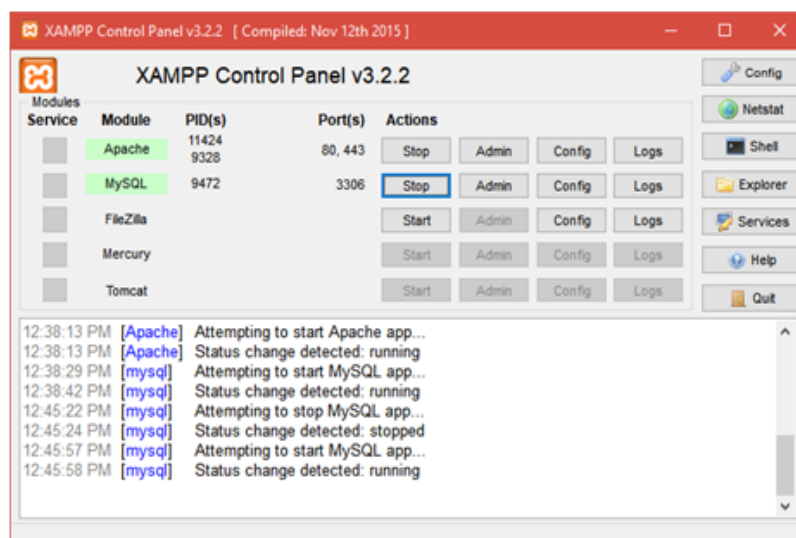 XAMPP Control Panel v3.2.2 [ Compiled: Nov 12th 2015 ]
XAMPP Control Panel v3.2.2
Config
Modules
Service Module PID(s) Port(s) Actions
Netstat
Apache 11424 9328 80, 443 Stop Admin Config Logs
Shell
MySQL 9472 3306 Stop Admin Config Logs
Explorer
FileZilla Start Admin Config Logs
Services
Mercury Start Admin Config Logs
Help
Tomcat Start Admin Config Logs
Quit
12:38:13 PM [Apache] Attempting to start Apache app...
12:38:13 PM [Apache] Status change detected: running
12:38:29 PM [mysql] Attempting to start MySQL app...
12:38:42 PM [mysql] Status change detected: running
12:45:22 PM [mysql] Attempting to stop MySQL app...
12:45:24 PM [mysql] Status change detected: stopped
12:45:57 PM [mysql] Attempting to start MySQL app...
12:45:58 PM [mysql] Status change detected: running